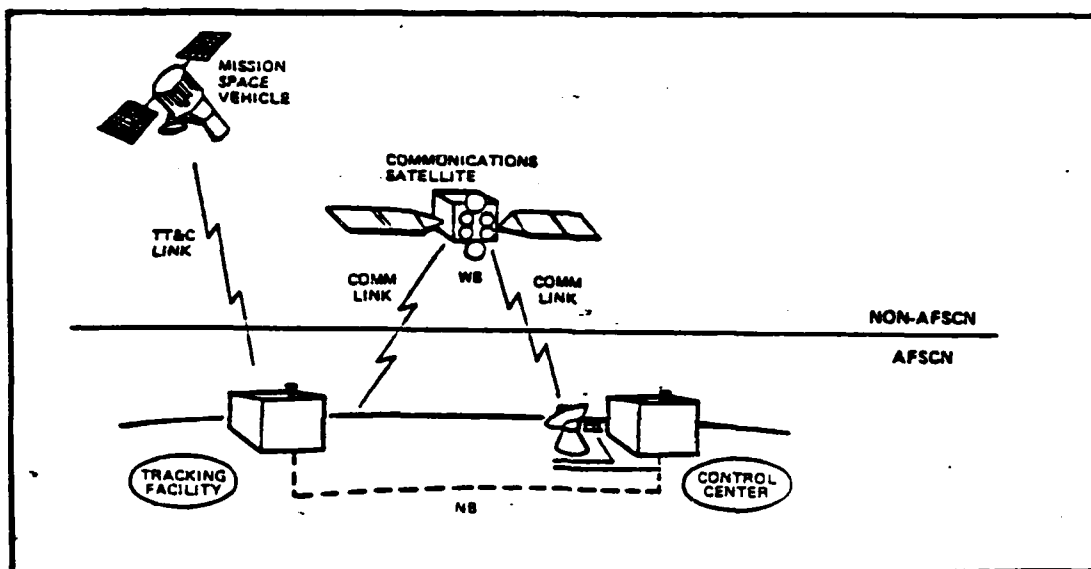 MISSION
SPACE
VEHICLE
COMMUNICATIONS
SATELLITE
TT&C
LINK
COMM
LINK
WB
COMM
LINK
NON-AFSCN
AFSCN
TRACKING
FACILITY
CONTROL
CENTER
NB